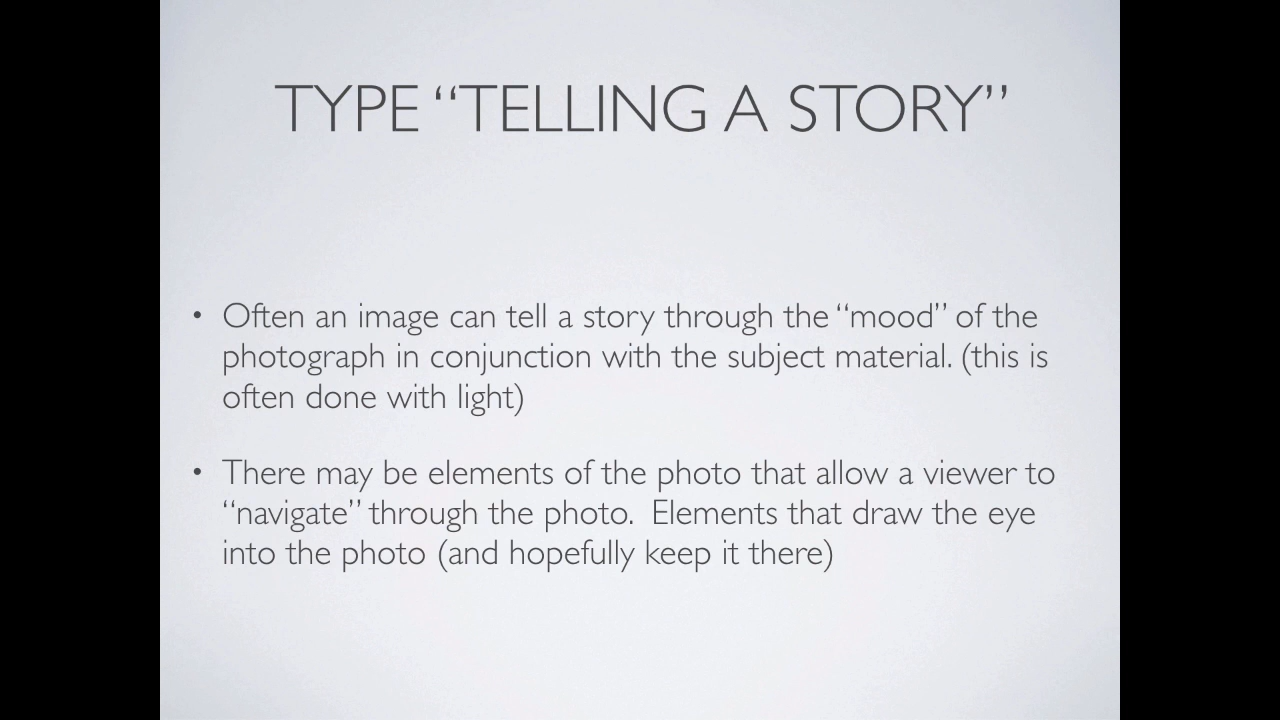 TYPE “TELLING A STORY”
• Often an image can tell a story through the “mood” of the
photograph in conjunction with the subject material. (this is
often done with light)
• There may be elements of the photo that allow a viewer to
“navigate” through the photo.  Elements that draw the eye
into the photo (and hopefully keep it there)